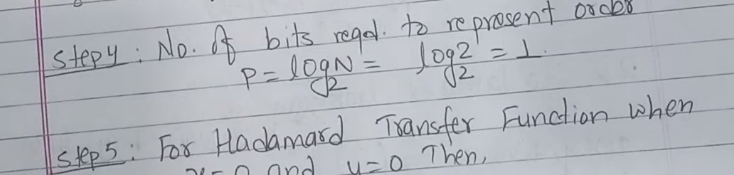 Step 4 : No. of bits reqd. to represent order
P = log₂N = log₂2 = 1.
Step 5 : For Hadamard Transfer Function when
x=0 and u=0 Then,